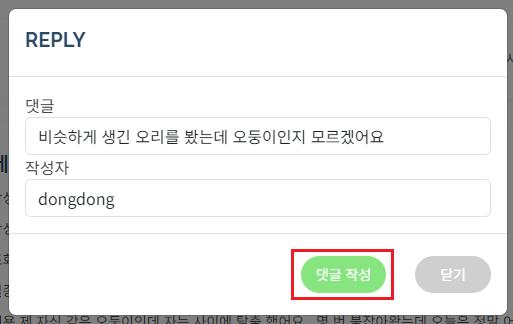 REPLY
댓글
비슷하게 생긴 오리를 봤는데 오둥이인지 모르겠어요
작성자
dongdong
댓글 작성
닫기